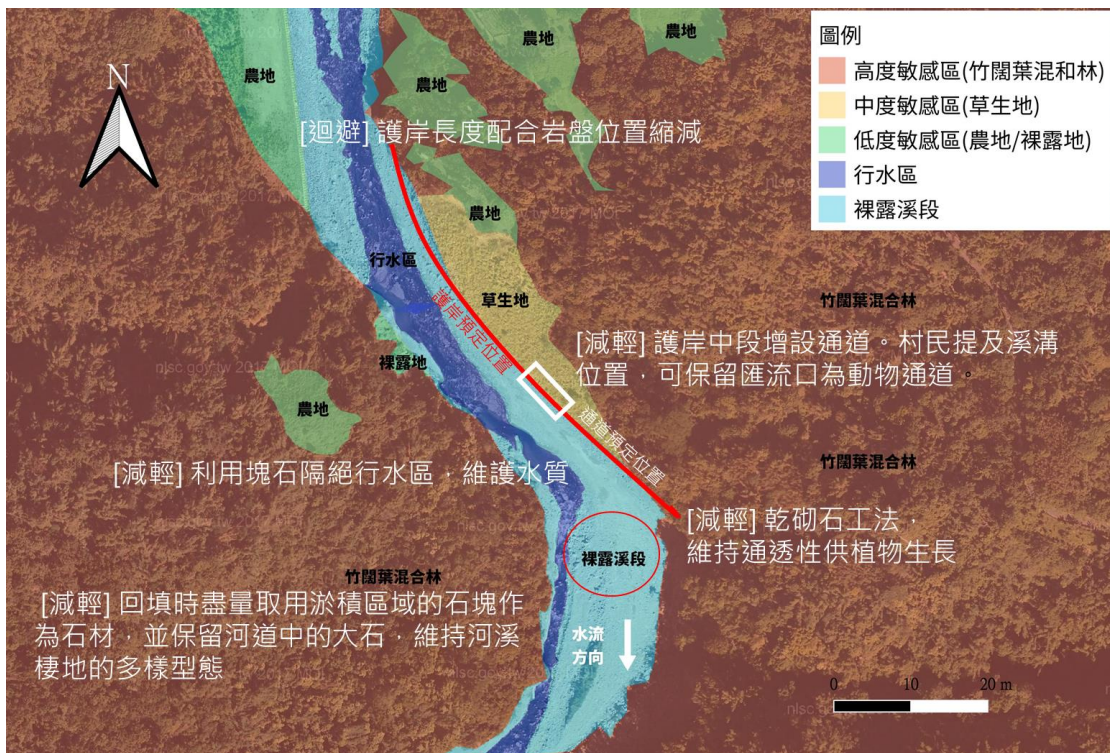 圖例
高度敏感區(竹闊葉混和林)
中度敏感區(草生地)
低度敏感區(農地/裸露地)
行水區
裸露溪段
N
農地
農地
農地
農地
[迴避] 護岸長度配合岩盤位置縮減
農地
行水區
草生地
護岸預定位置
竹闊葉混合林
[減輕] 護岸中段增設通道。村民提及溪溝
位置，可保留匯流口為動物通道。
裸露地
農地
通道預定位置
[減輕] 利用塊石隔絕行水區，維護水質
竹闊葉混合林
[減輕] 乾砌石工法，
維持通透性供植物生長
裸露溪段
竹闊葉混合林
[減輕] 回填時盡量取用淤積區域的石塊作
為石材，並保留河道中的大石，維持河溪
棲地的多樣型態
水流
方向
0 10 20 m